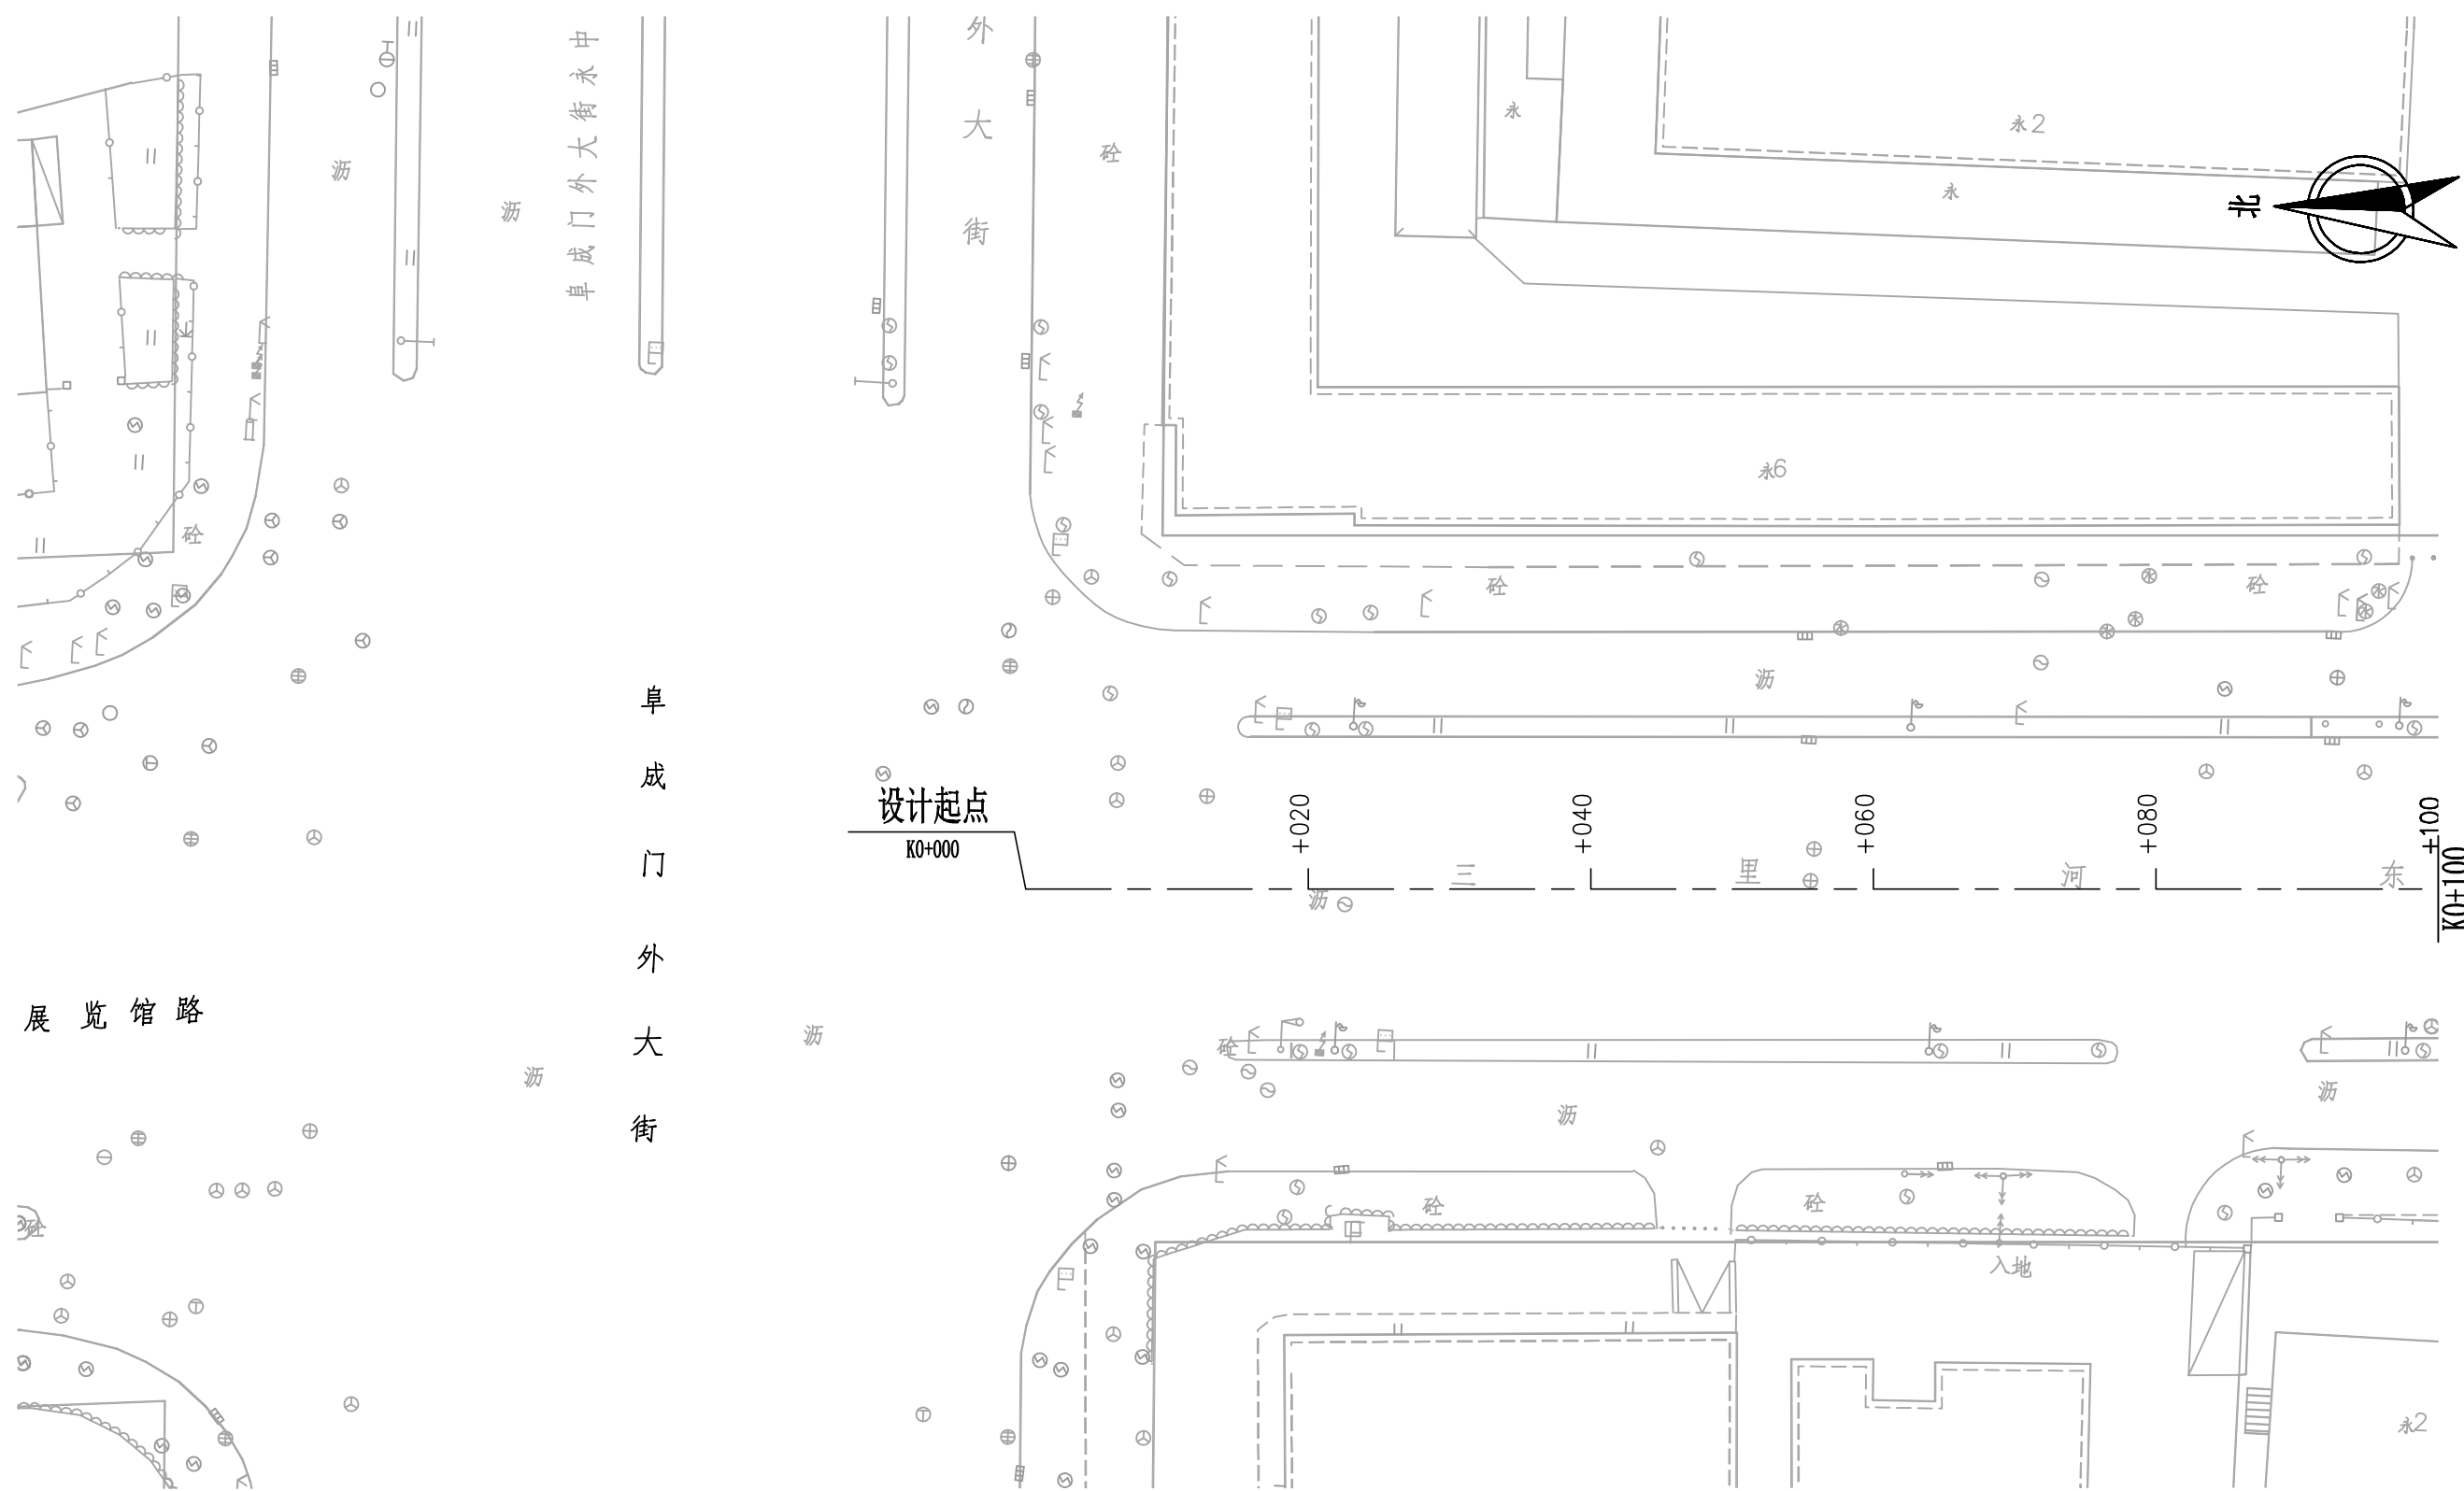 外大街
阜成门外大街永中
沥
沥
砼
永
永2
永
北
永6
砼
砼
砼
沥
阜成门外大街
设计起点
K0+000
+020
+040
+060
+080
+100
K0+100
三里河东
沥
展览馆路
沥
沥
砼
沥
沥
砼
砼
砼
入地
永2